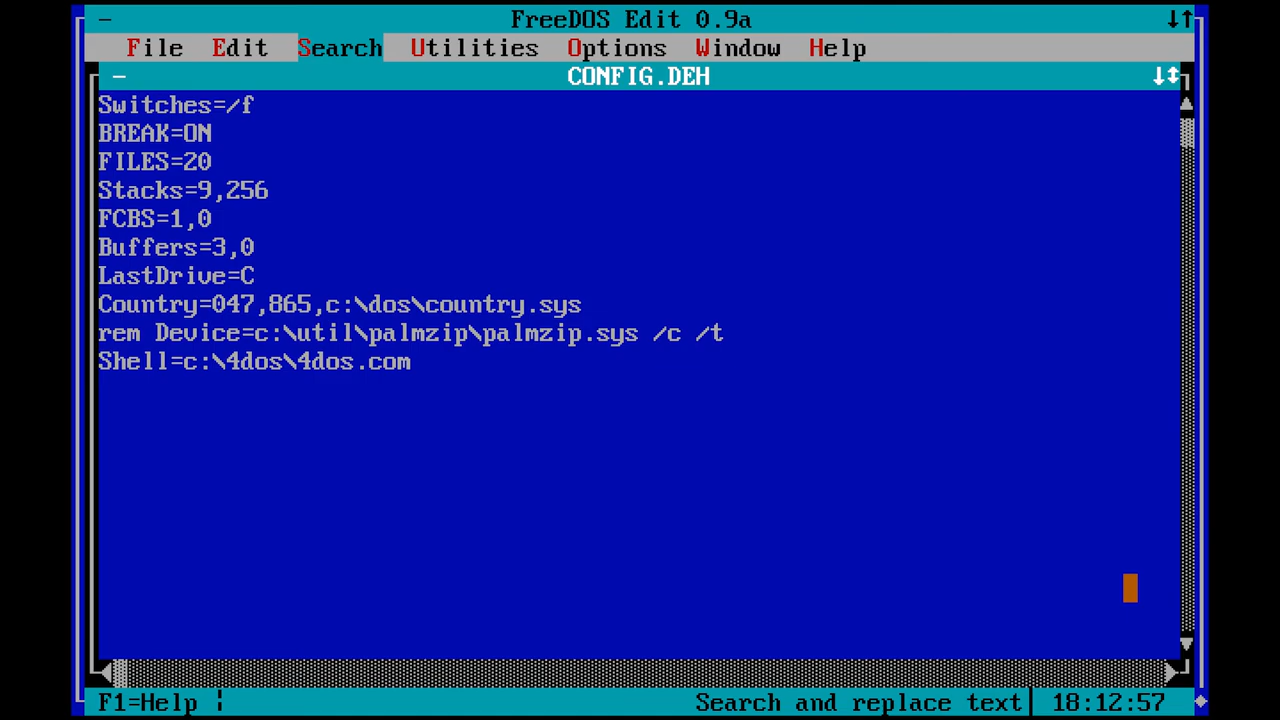 FreeDOS Edit 0.9a
File Edit Search Utilities Options Window Help
CONFIG.DEH
Switches=/f
BREAK=ON
FILES=20
Stacks=9,256
FCBS=1,0
Buffers=3,0
LastDrive=C
Country=047,865,c:\dos\country.sys
rem Device=c:\util\palmzip\palmzip.sys /c /t
Shell=c:\4dos\4dos.com
F1=Help ¦ Search and replace text│ 18:12:57